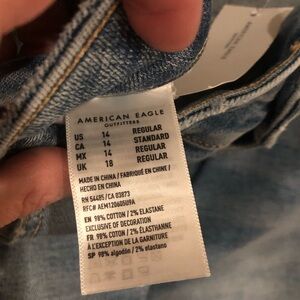 AMERICAN EAGLE
OUTFITTERS
US 14 REGULAR
CA 14 STANDARD
MX 14 REGULAR
UK 18 REGULAR
MADE IN CHINA / FABRIQUÉ EN CHINE /
HECHO EN CHINA
RN 54485/ CA 03873
RFC# AEM120605U9A
EN 98% COTTON / 2% ELASTANE
EXCLUSIVE OF DECORATION
FR 98% COTON / 2% ÉLASTHANNE
À L'EXCEPTION DE LA GARNITURE
SP 98% algodón / 2% elastano